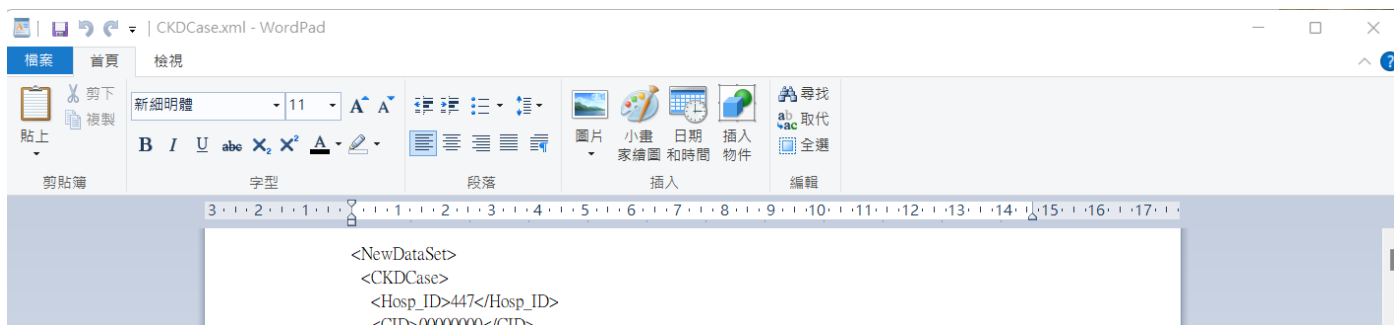 CKDCase.xml - WordPad
檔案 首頁 檢視
貼上
剪下
複製
剪貼簿
新細明體 11 A A
B I U abc X₂ X² A
字型
段落
圖片
小畫
家繪圖
日期
和時間
插入
物件
插入
尋找
取代
全選
編輯
3 2 1 1 2 3 4 5 6 7 8 9 10 11 12 13 14 15 16 17
<NewDataSet>
<CKDCase>
<Hosp_ID>447</Hosp_ID>
<CID>00000000</CID>